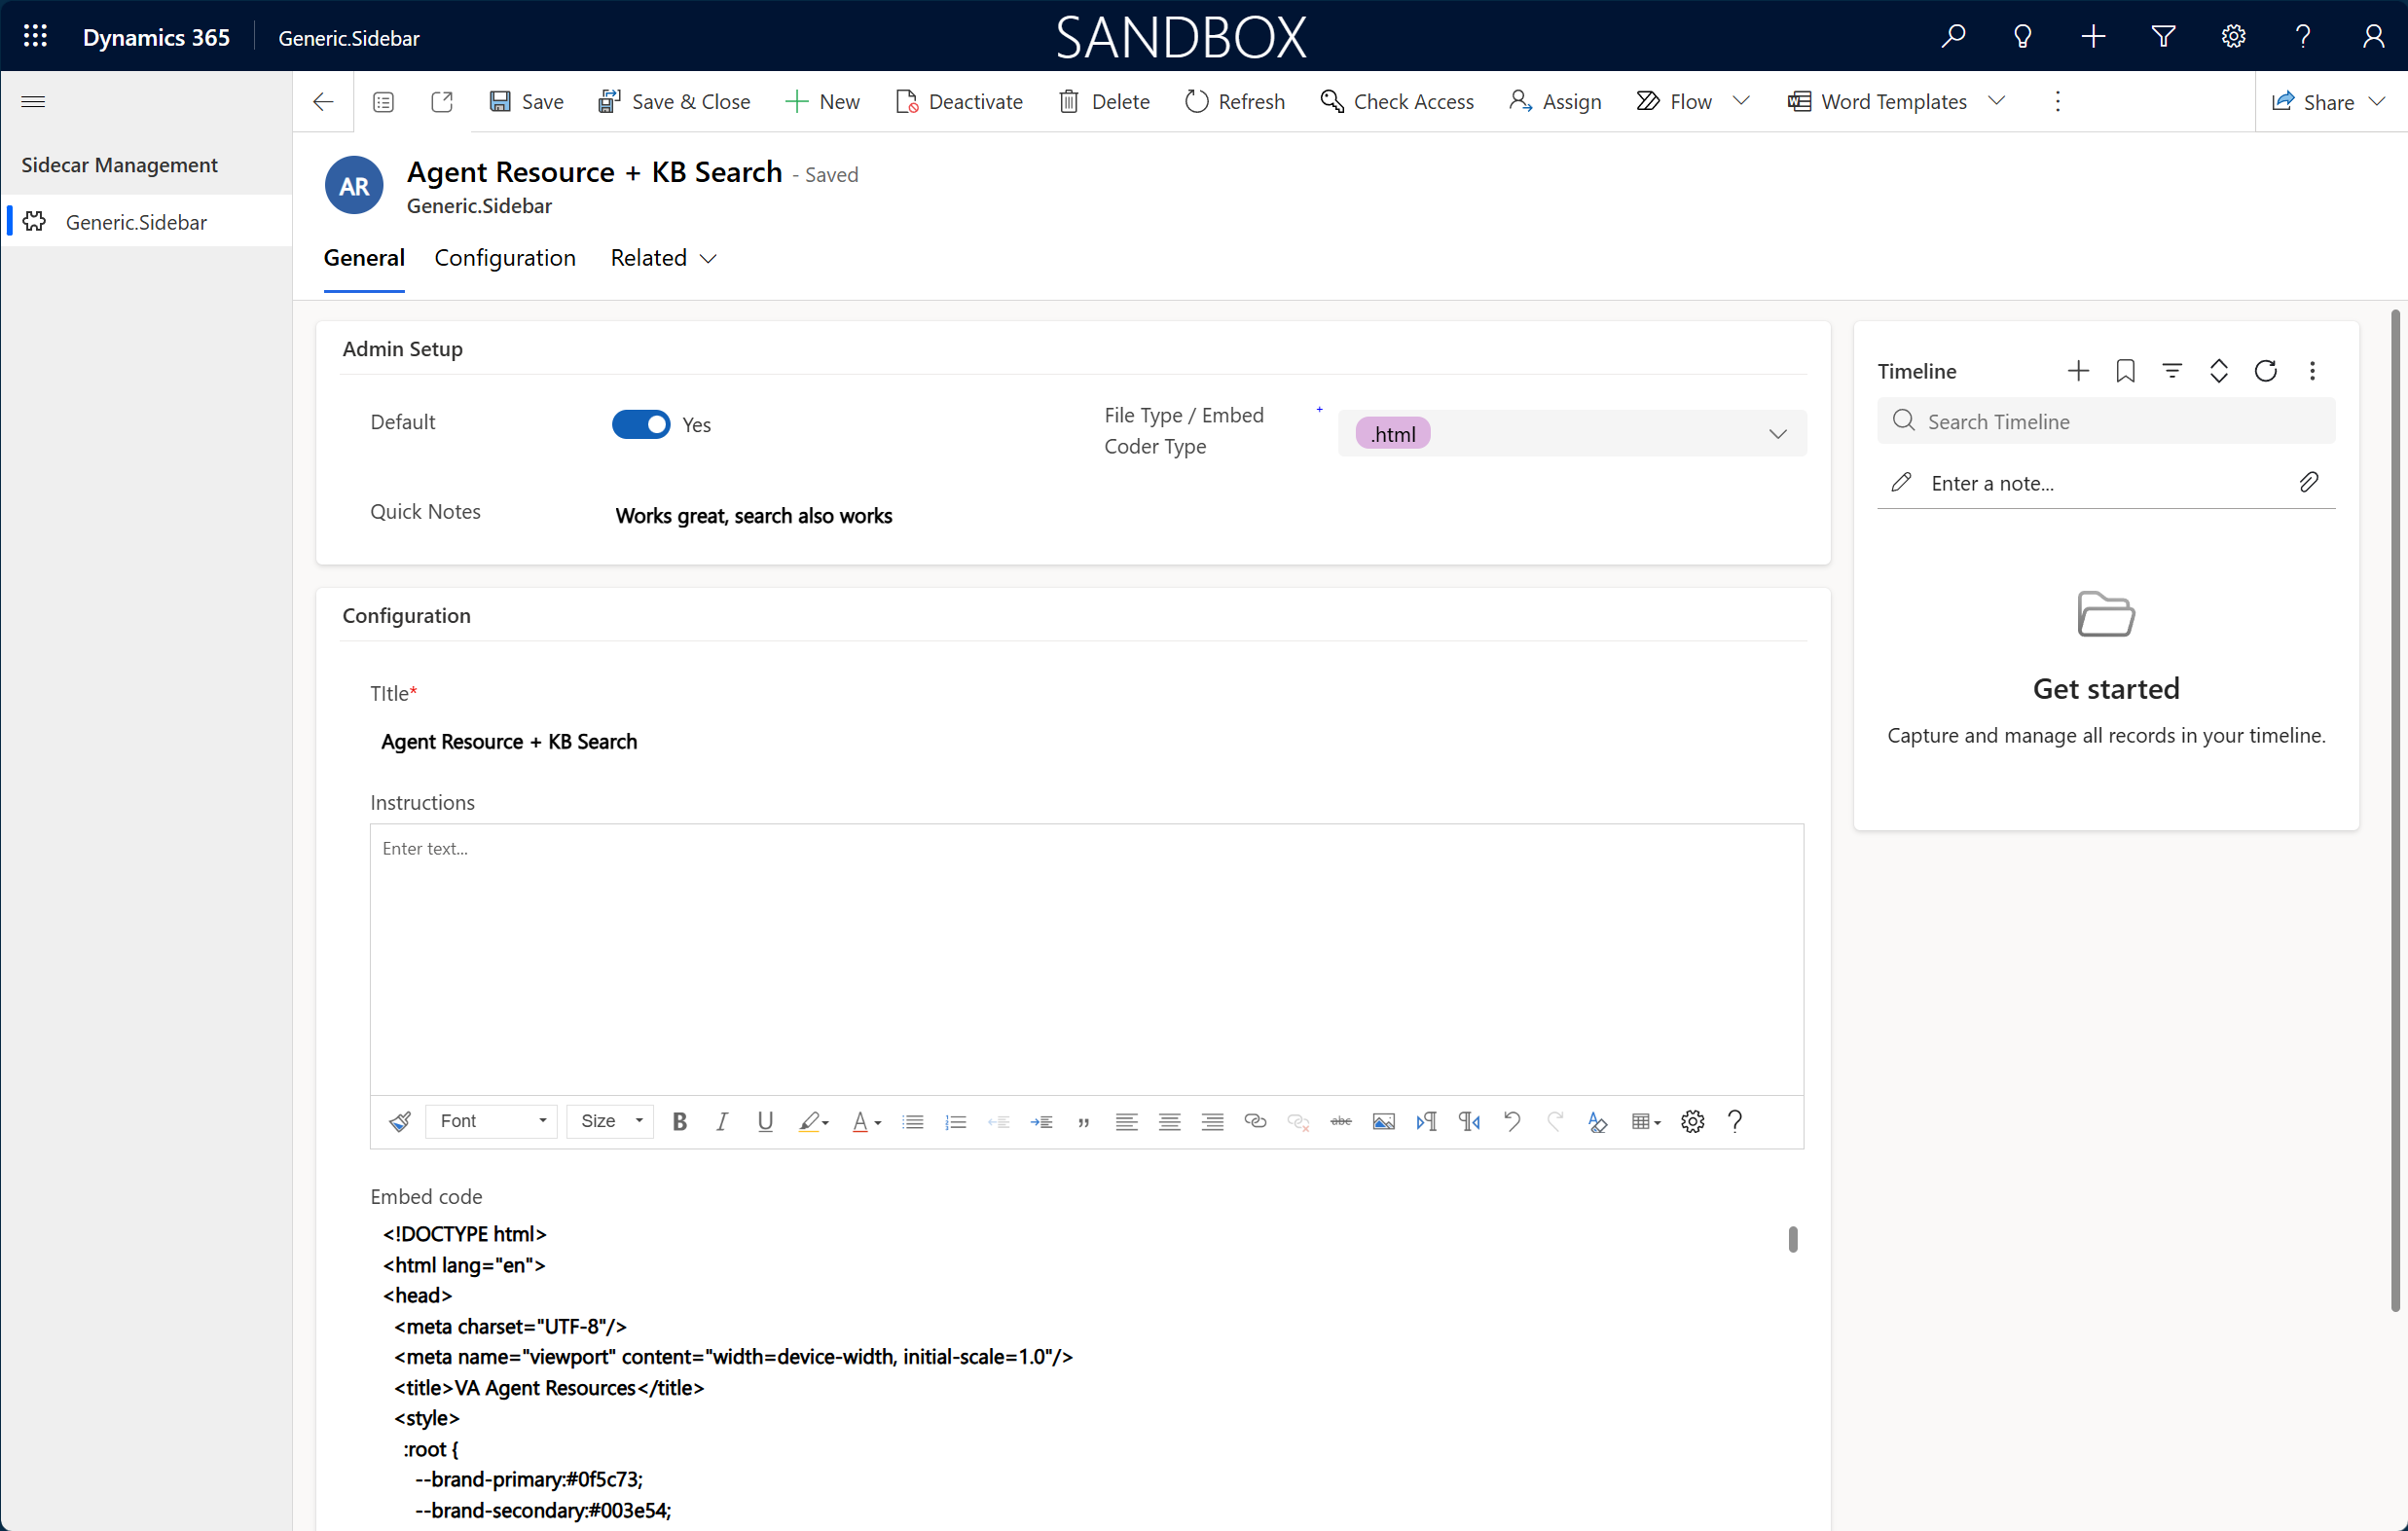 Dynamics 365
Generic.Sidebar
SANDBOX
Save
Save & Close
New
Deactivate
Delete
Refresh
Check Access
Assign
Flow
Word Templates
Share
Sidecar Management
Generic.Sidebar
AR
Agent Resource + KB Search - Saved
Generic.Sidebar
General
Configuration
Related
Admin Setup
Default
Yes
File Type / Embed
Coder Type
+
.html
Quick Notes
Works great, search also works
Configuration
TItle*
Agent Resource + KB Search
Instructions
Enter text...
Font
Size
B I U
A
abc
?
Embed code
<!DOCTYPE html>
<html lang="en">
<head>
<meta charset="UTF-8"/>
<meta name="viewport" content="width=device-width, initial-scale=1.0"/>
<title>VA Agent Resources</title>
<style>
:root {
--brand-primary:#0f5c73;
--brand-secondary:#003e54;
Timeline
Search Timeline
Enter a note...
Get started
Capture and manage all records in your timeline.